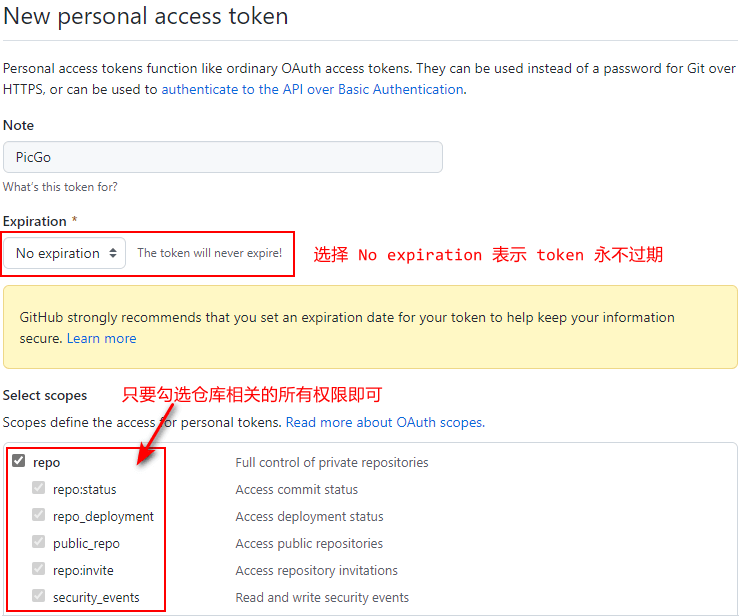 New personal access token
Personal access tokens function like ordinary OAuth access tokens. They can be used instead of a password for Git over
HTTPS, or can be used to authenticate to the API over Basic Authentication.
Note
PicGo
What's this token for?
Expiration *
No expiration The token will never expire! 选择 No expiration 表示 token 永不过期
GitHub strongly recommends that you set an expiration date for your token to help keep your information
secure. Learn more
Select scopes 只要勾选仓库相关的所有权限即可
Scopes define the access for personal tokens. Read more about OAuth scopes.
repo Full control of private repositories
repo:status Access commit status
repo_deployment Access deployment status
public_repo Access public repositories
repo:invite Access repository invitations
security_events Read and write security events